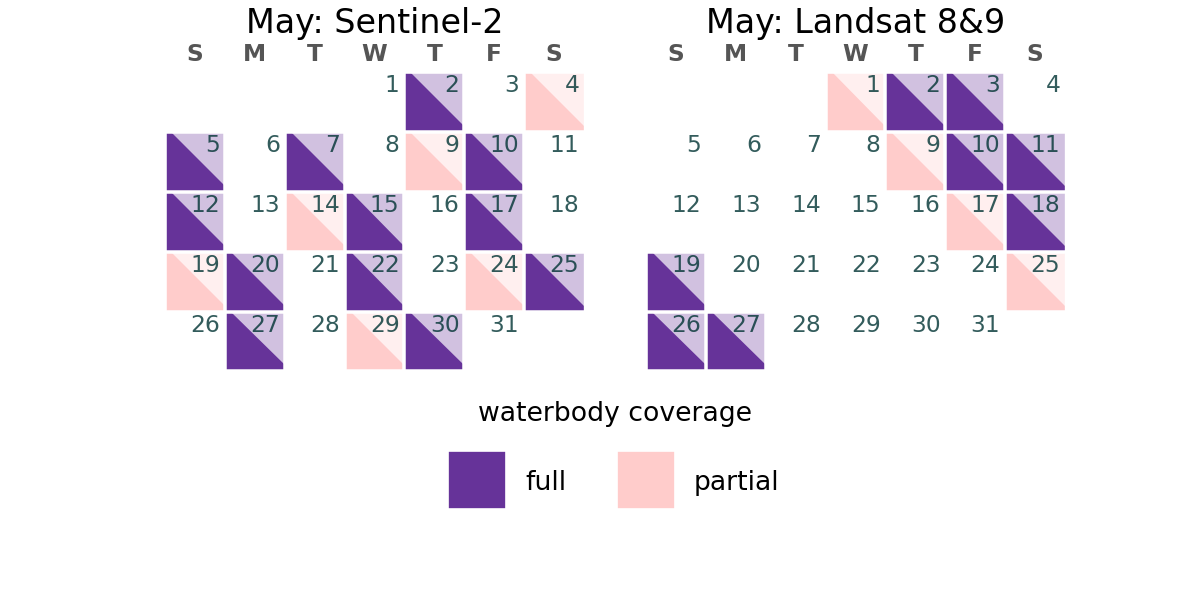 May: Sentinel-2
S M T W T F S
1 2 3 4
5 6 7 8 9 10 11
12 13 14 15 16 17 18
19 20 21 22 23 24 25
26 27 28 29 30 31
May: Landsat 8&9
S M T W T F S
1 2 3 4
5 6 7 8 9 10 11
12 13 14 15 16 17 18
19 20 21 22 23 24 25
26 27 28 29 30 31
waterbody coverage
full partial